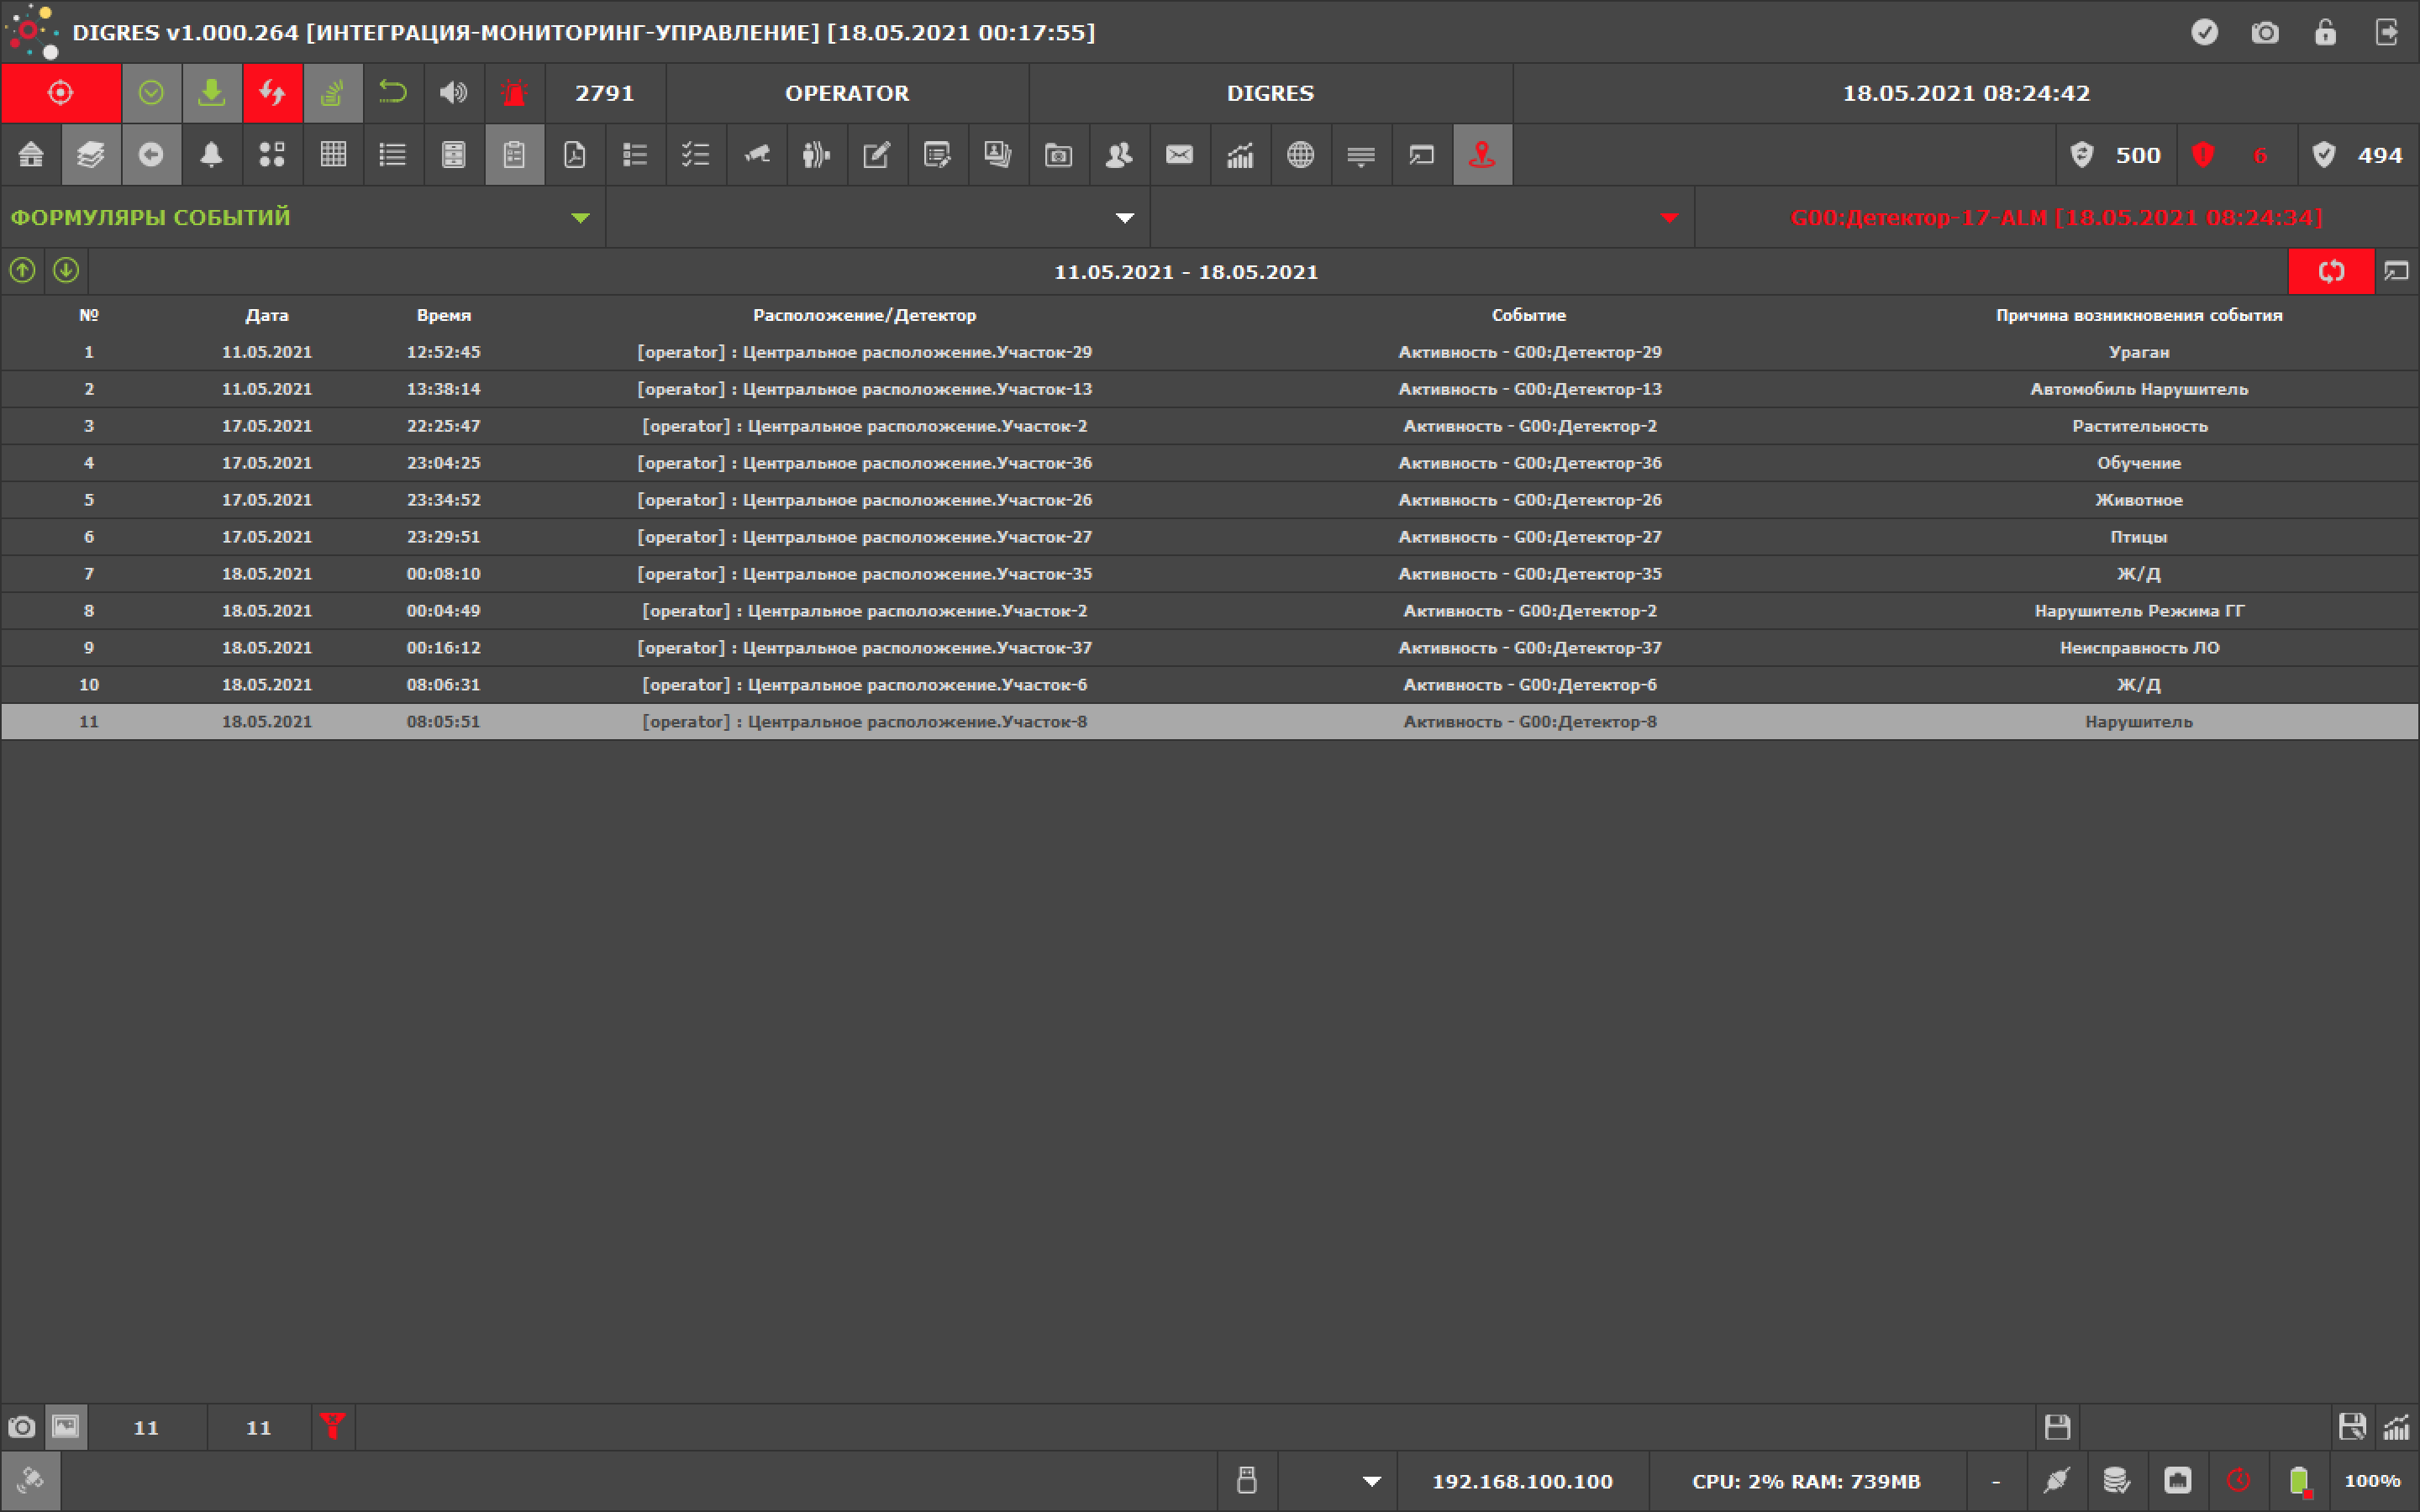 DIGRES v1.000.264 [ИНТЕГРАЦИЯ-МОНИТОРИНГ-УПРАВЛЕНИЕ] [18.05.2021 00:17:55]
2791 OPERATOR DIGRES 18.05.2021 08:24:42
500 6 494
ФОРМУЛЯРЫ СОБЫТИЙ G00:Детектор-17-ALM [18.05.2021 08:24:34]
11.05.2021 - 18.05.2021
№ Дата Время Расположение/Детектор Событие Причина возникновения события
1 11.05.2021 12:52:45 [operator] : Центральное расположение.Участок-29 Активность - G00:Детектор-29 Ураган
2 11.05.2021 13:38:14 [operator] : Центральное расположение.Участок-13 Активность - G00:Детектор-13 Автомобиль Нарушитель
3 17.05.2021 22:25:47 [operator] : Центральное расположение.Участок-2 Активность - G00:Детектор-2 Растительность
4 17.05.2021 23:04:25 [operator] : Центральное расположение.Участок-36 Активность - G00:Детектор-36 Обучение
5 17.05.2021 23:34:52 [operator] : Центральное расположение.Участок-26 Активность - G00:Детектор-26 Животное
6 17.05.2021 23:29:51 [operator] : Центральное расположение.Участок-27 Активность - G00:Детектор-27 Птицы
7 18.05.2021 00:08:10 [operator] : Центральное расположение.Участок-35 Активность - G00:Детектор-35 Ж/Д
8 18.05.2021 00:04:49 [operator] : Центральное расположение.Участок-2 Активность - G00:Детектор-2 Нарушитель Режима ГГ
9 18.05.2021 00:16:12 [operator] : Центральное расположение.Участок-37 Активность - G00:Детектор-37 Неисправность ЛО
10 18.05.2021 08:06:31 [operator] : Центральное расположение.Участок-6 Активность - G00:Детектор-6 Ж/Д
11 18.05.2021 08:05:51 [operator] : Центральное расположение.Участок-8 Активность - G00:Детектор-8 Нарушитель
11 11
192.168.100.100 CPU: 2% RAM: 739MB - 100%